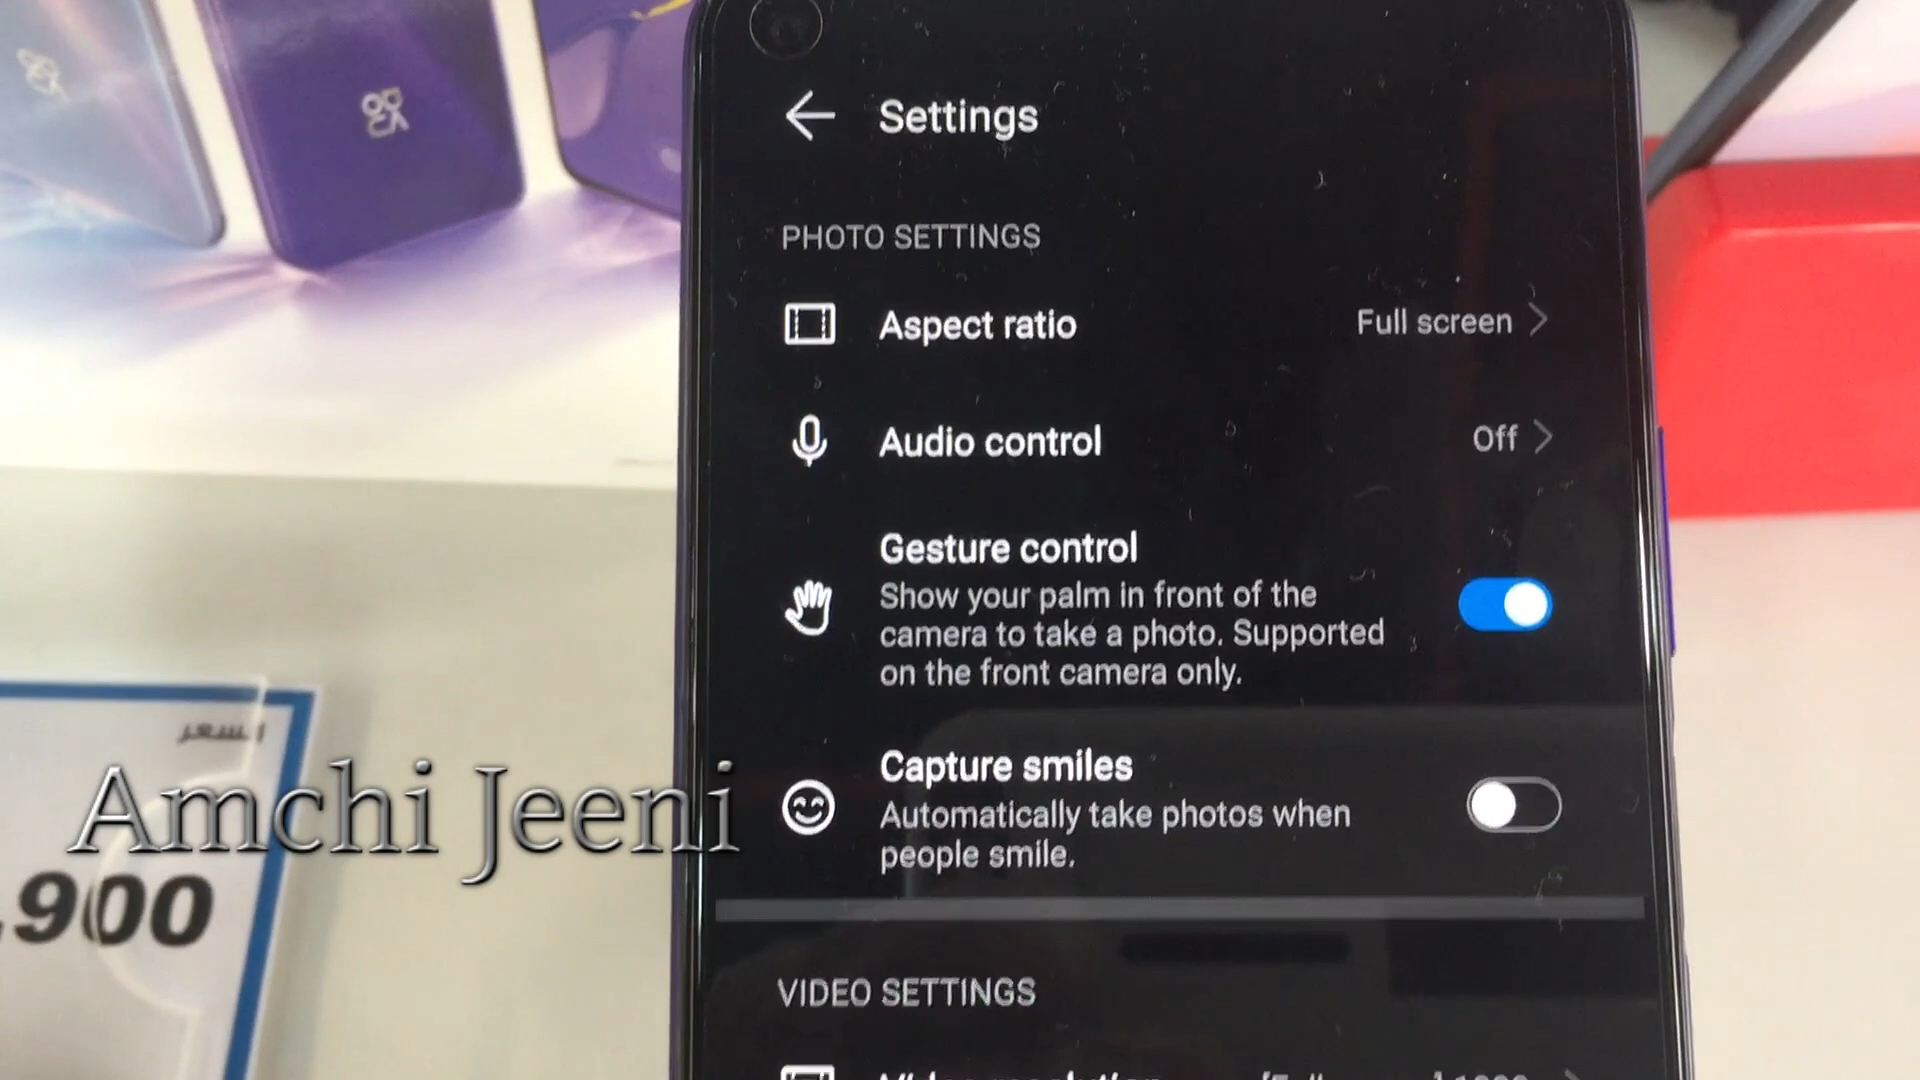 Settings
PHOTO SETTINGS
Aspect ratio
Full screen
Audio control
Off
Gesture control
Show your palm in front of the
camera to take a photo. Supported
on the front camera only.
Capture smiles
Automatically take photos when
people smile.
VIDEO SETTINGS
السعر
.900
Amchi Jeeni